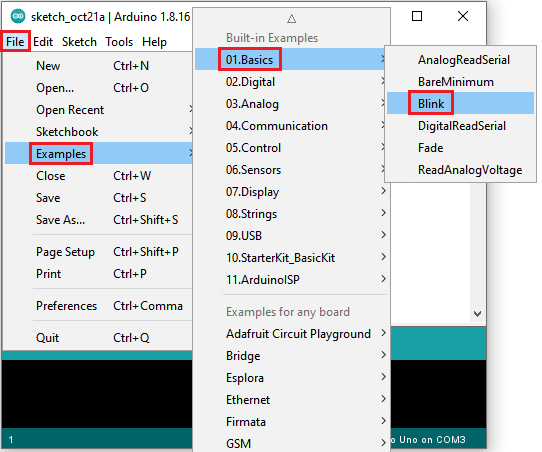 sketch_oct21a | Arduino 1.8.16
File Edit Sketch Tools Help
New Ctrl+N
Open... Ctrl+O
Open Recent
Sketchbook
Examples
Close Ctrl+W
Save Ctrl+S
Save As... Ctrl+Shift+S
Page Setup Ctrl+Shift+P
Print Ctrl+P
Preferences Ctrl+Comma
Quit Ctrl+Q
Built-in Examples
01.Basics
02.Digital
03.Analog
04.Communication
05.Control
06.Sensors
07.Display
08.Strings
09.USB
10.StarterKit_BasicKit
11.ArduinoISP
Examples for any board
Adafruit Circuit Playground
Bridge
Esplora
Ethernet
Firmata
GSM
AnalogReadSerial
BareMinimum
Blink
DigitalReadSerial
Fade
ReadAnalogVoltage
1
o Uno on COM3